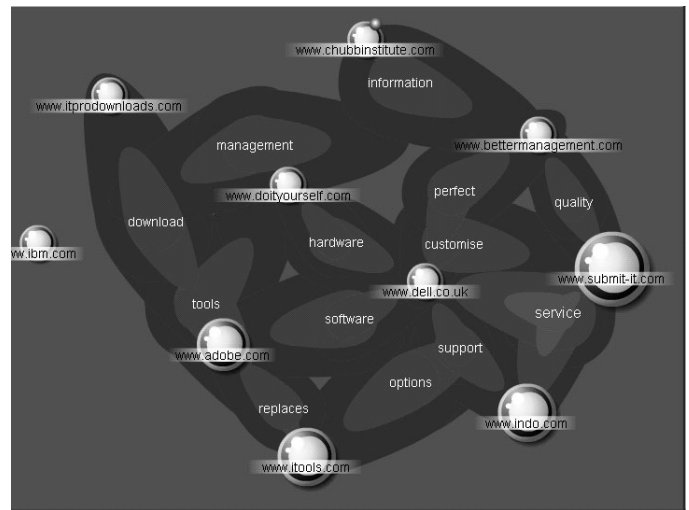 www.chubbinstitute.com
information
www.itprodownloads.com
management
www.bettermanagement.com
www.doityourself.com
perfect
quality
download
hardware
customise
ww.ibm.com
www.submit-it.com
www.dell.co.uk
tools
software
service
www.adobe.com
support
options
replaces
www.indo.com
www.itools.com